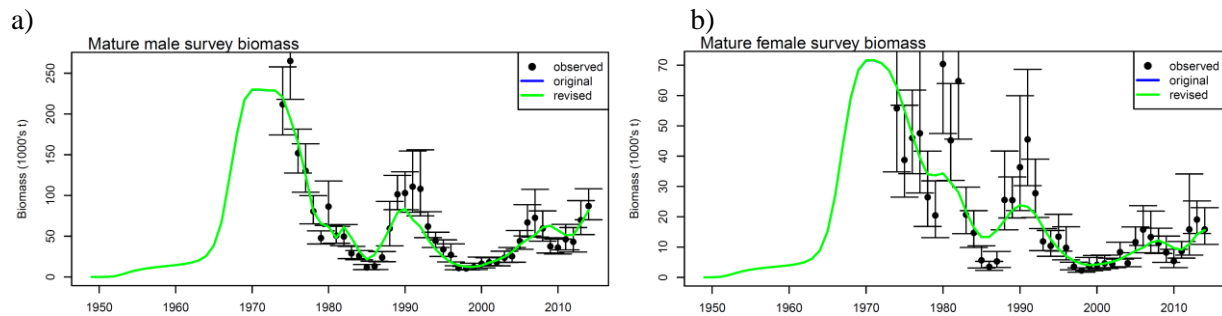 a)
Mature male survey biomass
observed
original
revised
Biomass (1000's t)
0 50 100 150 200 250
1950 1960 1970 1980 1990 2000 2010
b)
Mature female survey biomass
observed
original
revised
Biomass (1000's t)
0 10 20 30 40 50 60 70
1950 1960 1970 1980 1990 2000 2010